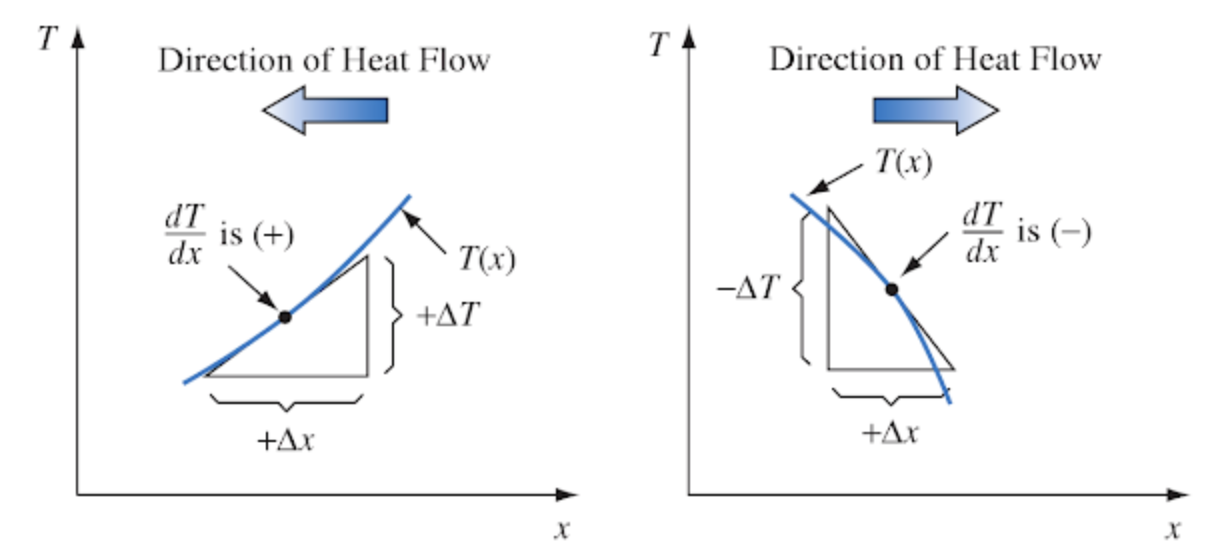 T
Direction of Heat Flow
dT/dx is (+)
T(x)
+ΔT
+Δx
x
T
Direction of Heat Flow
T(x)
dT/dx is (−)
−ΔT
+Δx
x